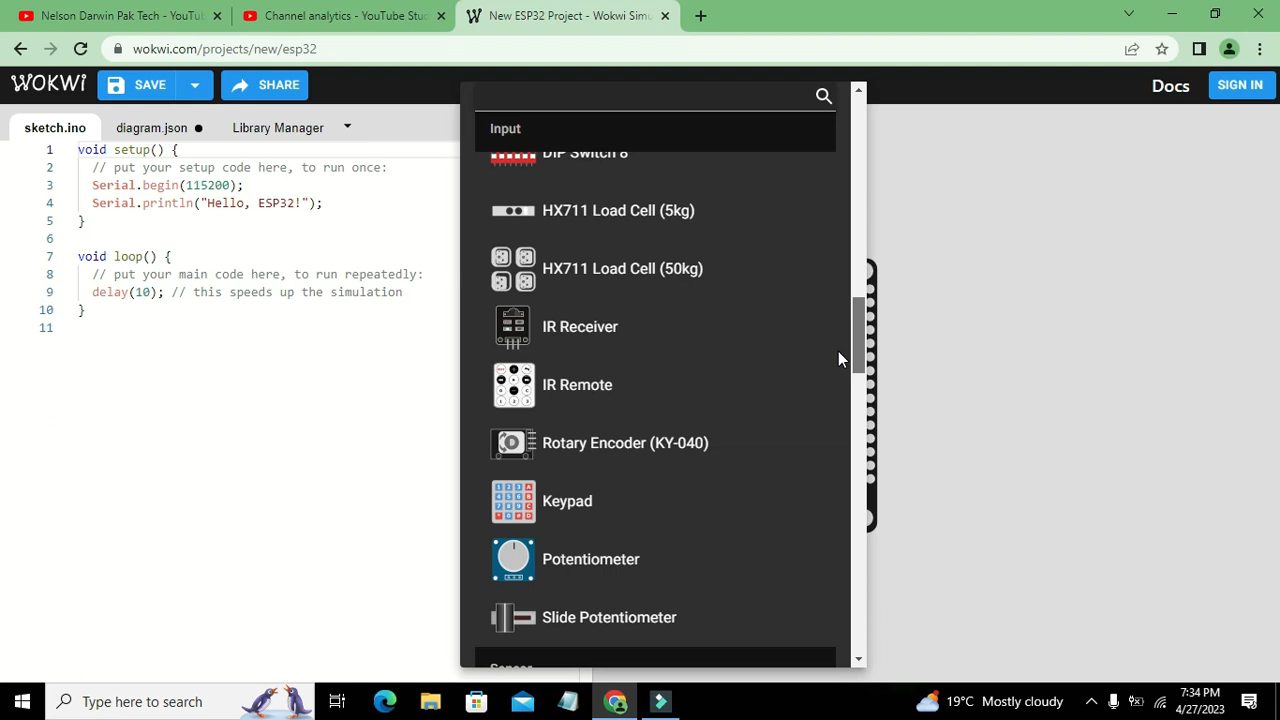 Nelson Darwin Pak Tech - YouTub
Channel analytics - YouTube Stud
New ESP32 Project - Wokwi Simu
wokwi.com/projects/new/esp32
WOKWI
SAVE
SHARE
Docs
SIGN IN
sketch.ino
diagram.json
Library Manager
1 void setup() {
2 // put your setup code here, to run once:
3 Serial.begin(115200);
4 Serial.println("Hello, ESP32!");
5 }
6
7 void loop() {
8 // put your main code here, to run repeatedly:
9 delay(10); // this speeds up the simulation
10 }
11
Input
DIP Switch 8
HX711 Load Cell (5kg)
HX711 Load Cell (50kg)
IR Receiver
IR Remote
Rotary Encoder (KY-040)
Keypad
Potentiometer
Slide Potentiometer
Sensor
Type here to search
19°C Mostly cloudy
7:34 PM
4/27/2023